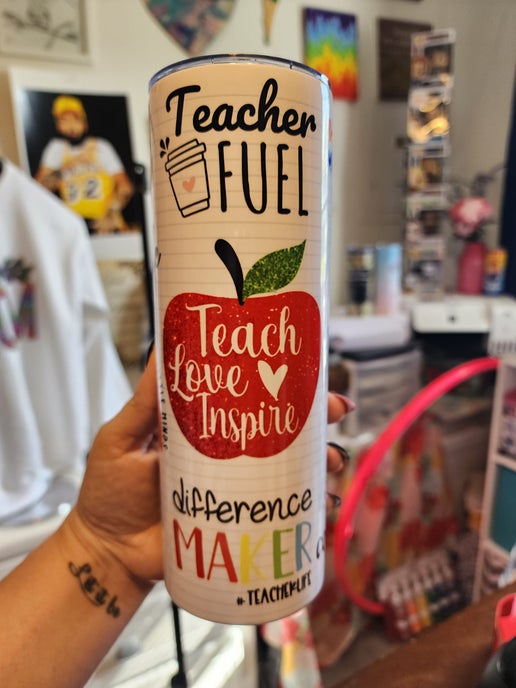 Teacher
FUEL
Teach
Love
Inspire
difference
MAKER
#TEACHERLIFE